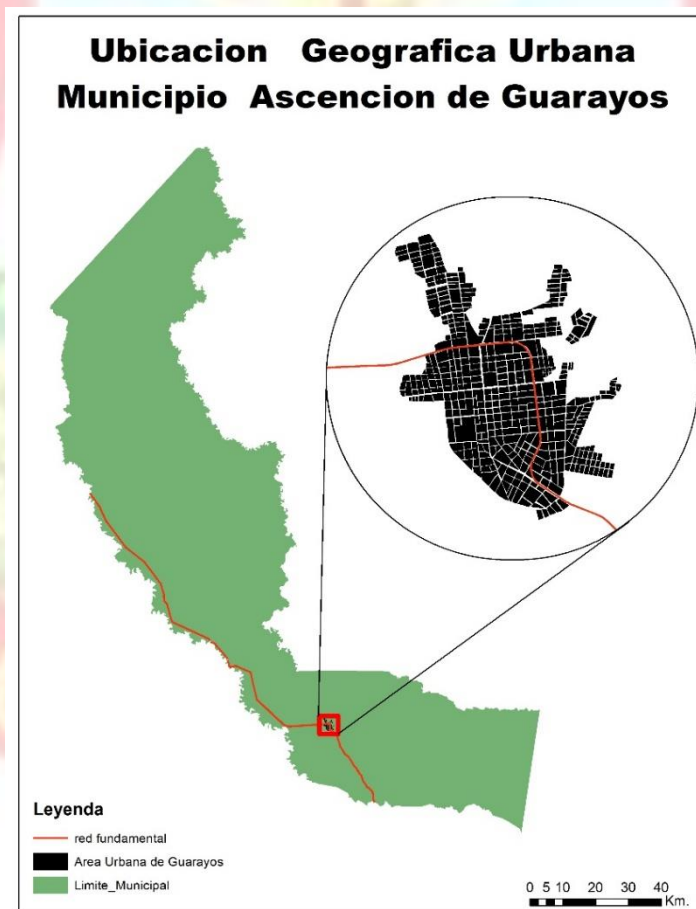 Ubicacion Geografica Urbana
Municipio Ascencion de Guarayos
Leyenda
red fundamental
Area Urbana de Guarayos
Limite_Municipal
0 5 10 20 30 40
Km.